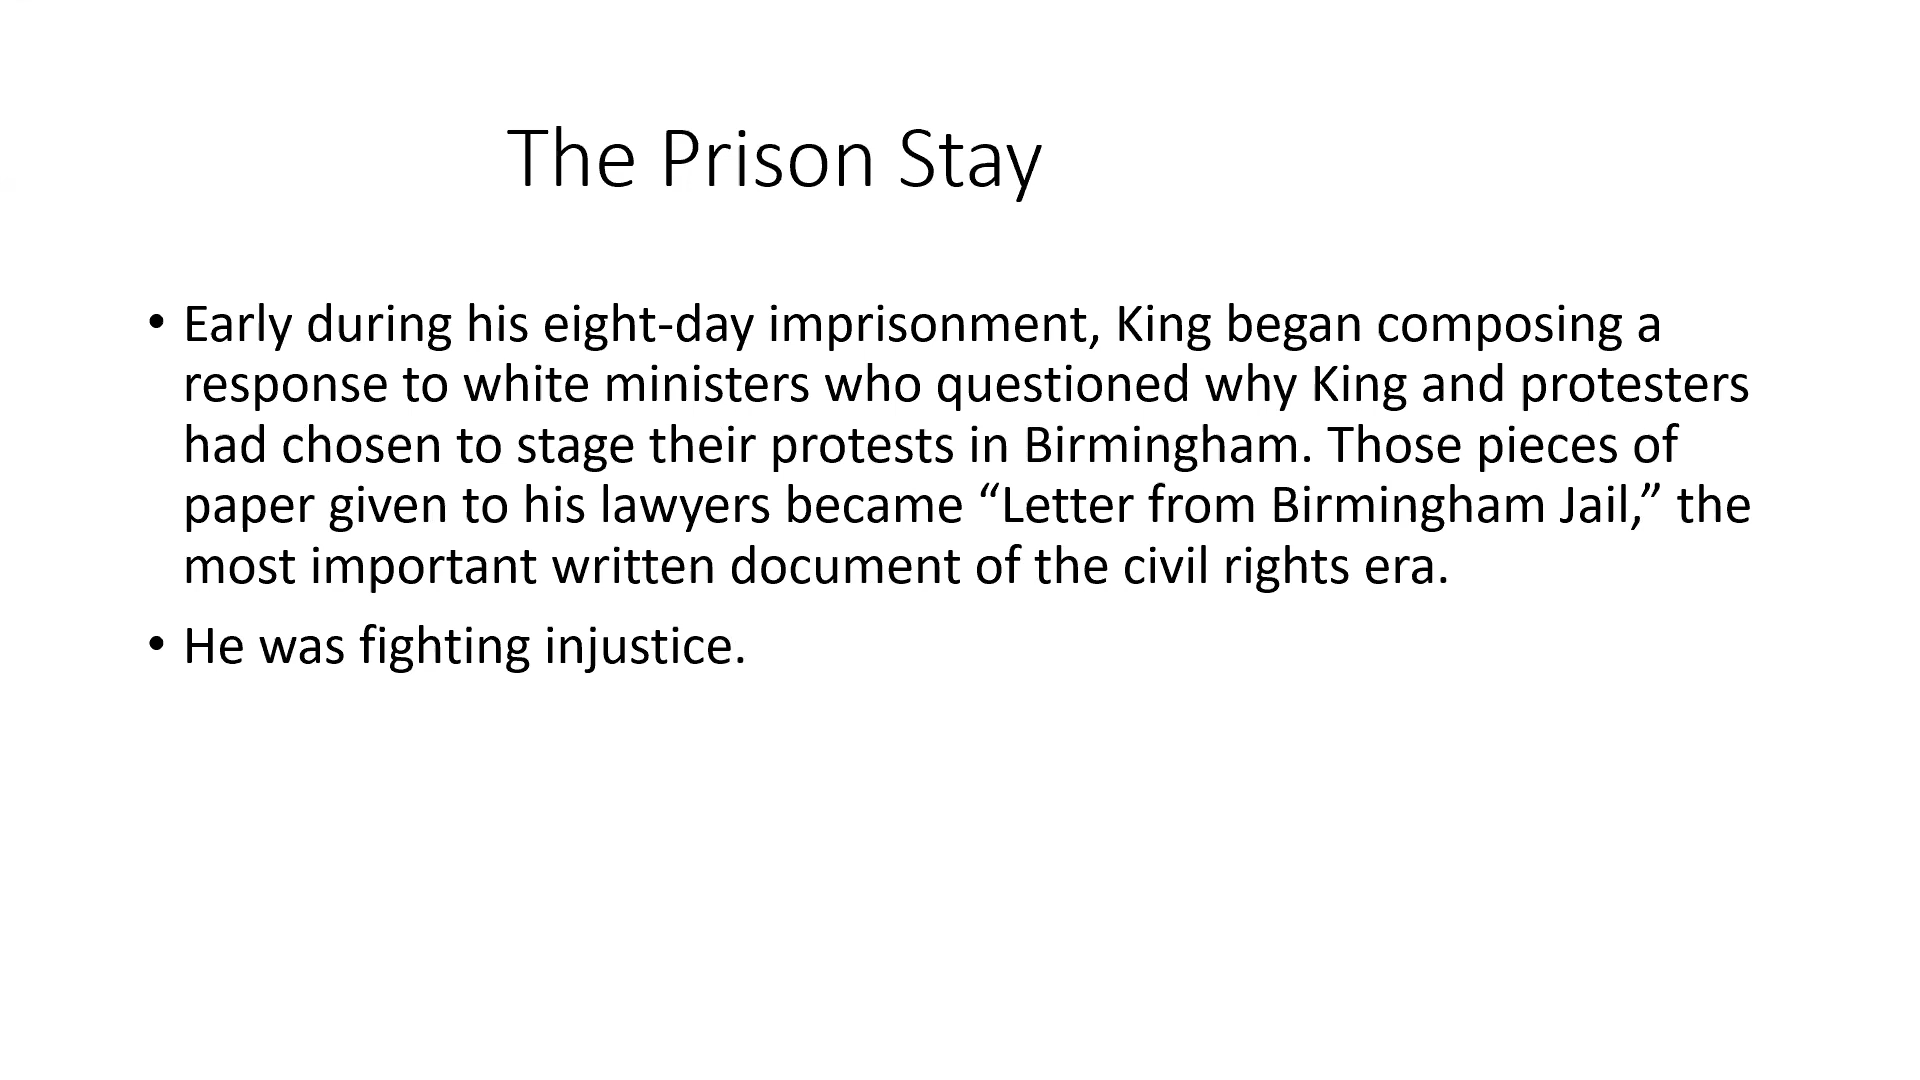 The Prison Stay
• Early during his eight-day imprisonment, King began composing a
response to white ministers who questioned why King and protesters
had chosen to stage their protests in Birmingham. Those pieces of
paper given to his lawyers became “Letter from Birmingham Jail,” the
most important written document of the civil rights era.
• He was fighting injustice.